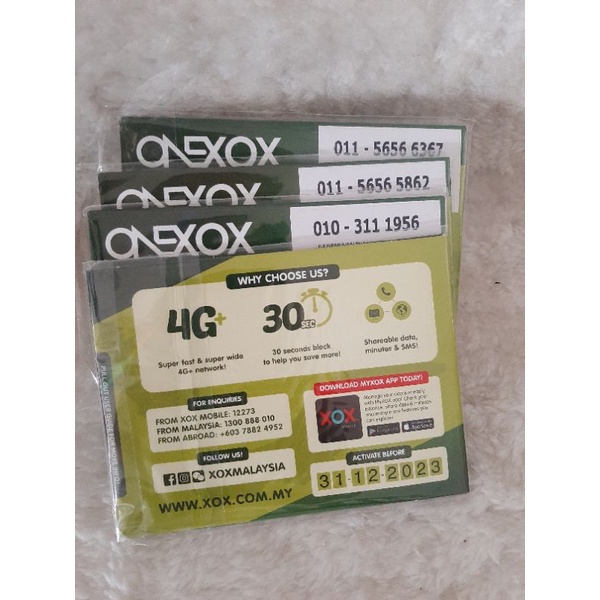 ONEXOX
011 - 5656 6367
ONEXOX
011 - 5656 5862
ONEXOX
010 - 311 1956
WHY CHOOSE US?
4G+
Super fast & super wide
4G+ network!
30 SEC
30 seconds block
to help you save more!
Shareable data,
minutes & SMS!
FOR ENQUIRIES
FROM XOX MOBILE: 12273
FROM MALAYSIA: 1300 888 010
FROM ABROAD: +603 7882 4952
DOWNLOAD MYXOX APP TODAY!
XOX
FOLLOW US!
XOXMALAYSIA
WWW.XOX.COM.MY
ACTIVATE BEFORE
31-12-2023